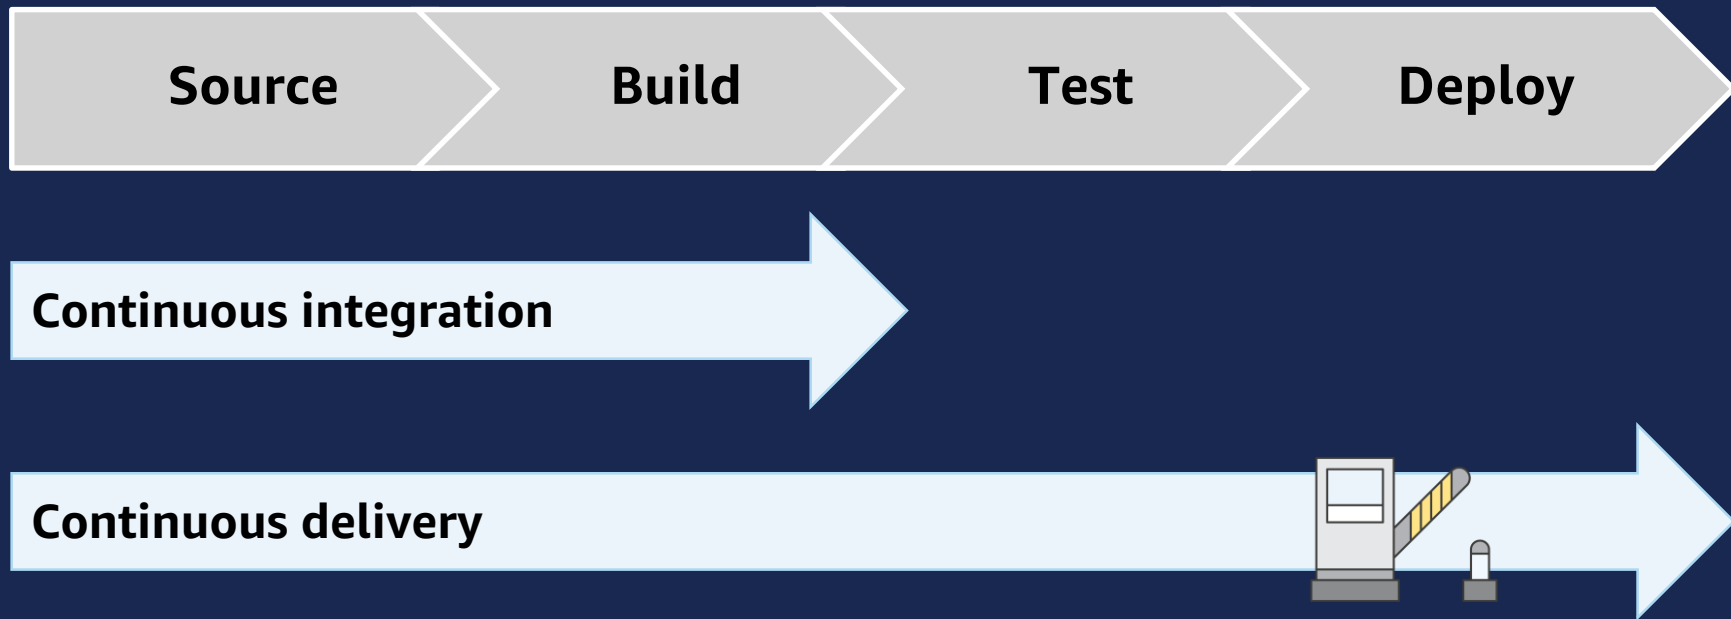 Source
Build
Test
Deploy
Continuous integration
Continuous delivery